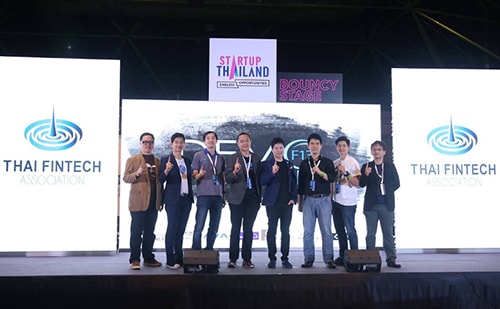 STARTUP
THAILAND
ENDLESS OPPORTUNITIES
BOUNCY
STAGE
THAI FINTECH
ASSOCIATION
THAI FINTECH
ASSOCIATION